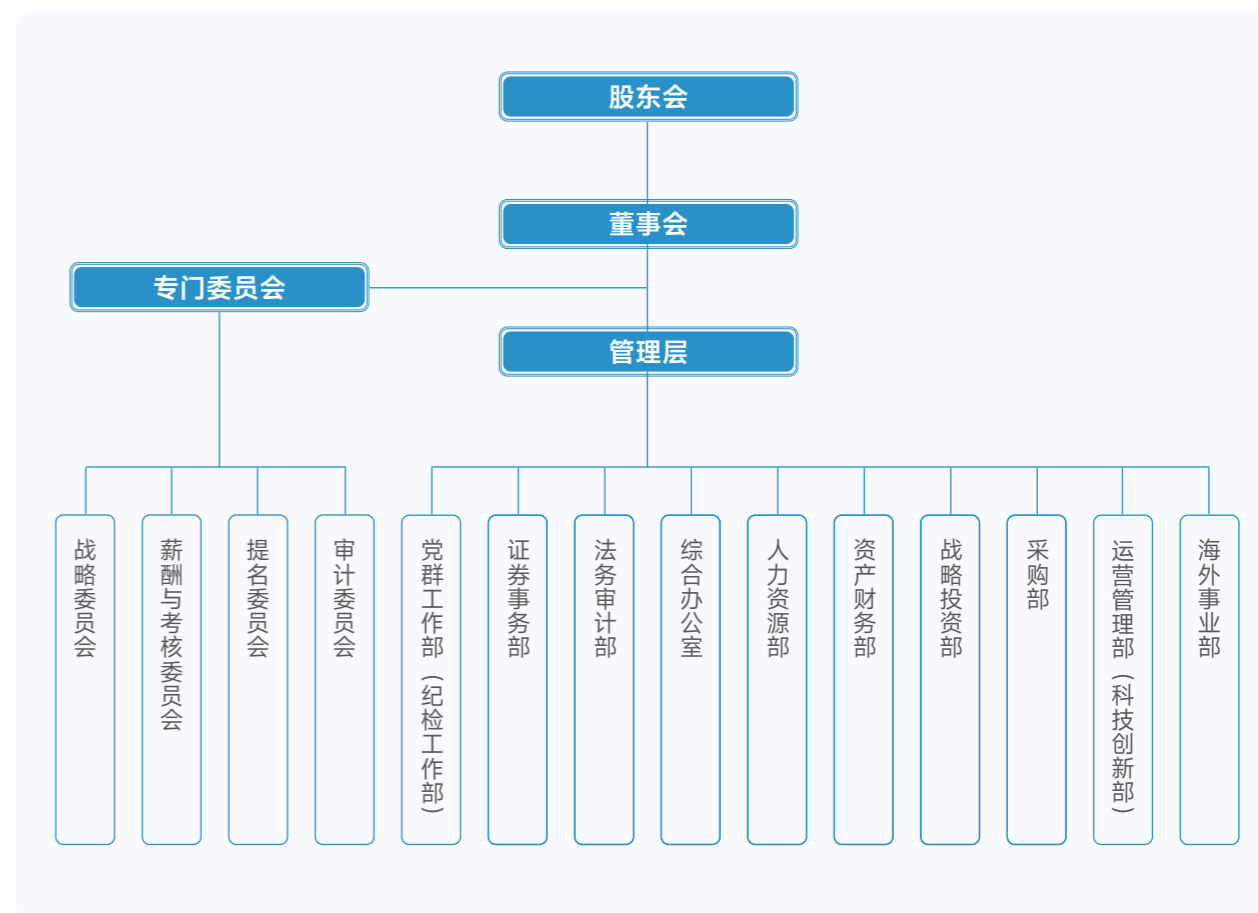 股东会
董事会
专门委员会
管理层
战略委员会
薪酬与考核委员会
提名委员会
审计委员会
党群工作部（纪检工作部）
证券事务部
法务审计部
综合办公室
人力资源部
资产财务部
战略投资部
采购部
运营管理部（科技创新部）
海外事业部